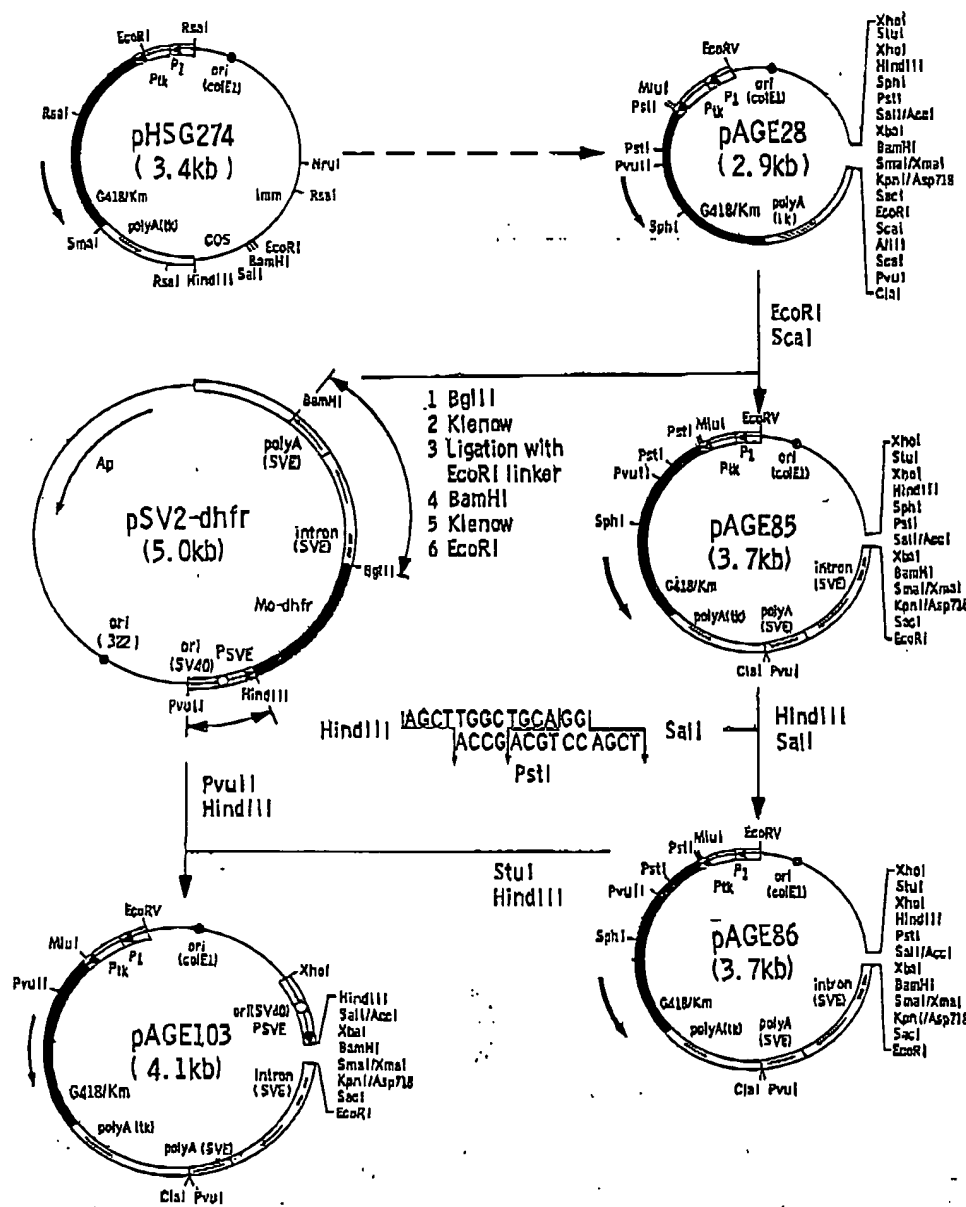 EcoRI
RsaI
Ptk
P1
ori
(colE1)
RsaI
pHSG274
(3.4kb)
NruI
RsaI
Imm
G418/Km
polyA(tk)
SmaI
COS
EcoRI
BamHI
SalI
RsaI HindIII
EcoRV
ori
(colE1)
MluI
PstI
P1
Ptk
PstI
PvuII
pAGE28
(2.9kb)
G418/Km
polyA
(tk)
SphI
XhoI
StuI
XhoI
HindIII
SphI
PstI
SalI/AccI
XbaI
BamHI
SmaI/XmaI
KpnI/Asp718
SacI
EcoRI
ScaI
AflII
ScaI
PvuI
ClaI
EcoRI
ScaI
BamHI
polyA
(SVE)
Ap
pSV2-dhfr
(5.0kb)
intron
(SVE)
BglII
Mo-dhfr
ori
(322)
ori
(SV40)
PSVE
HindIII
PvuII
1 BglII
2 Klenow
3 Ligation with
EcoRI linker
4 BamHI
5 Klenow
6 EcoRI
EcoRV
MluI
PstI
P1
Ptk
ori
(colE1)
PstI
PvuII
SphI
pAGE85
(3.7kb)
intron
(SVE)
G418/Km
polyA(tk)
polyA
(SVE)
ClaI PvuI
XhoI
StuI
XhoI
HindIII
SphI
PstI
SalI/AccI
XbaI
BamHI
SmaI/XmaI
KpnI/Asp718
SacI
EcoRI
HindIII
AGCTTGGCTGCAGG
ACCGACGTCCAGCT
SalI
PstI
HindIII
SalI
PvuII
HindIII
StuI
HindIII
EcoRV
MluI
PstI
P1
Ptk
ori
(colE1)
PstI
PvuII
SphI
pAGE86
(3.7kb)
intron
(SVE)
G418/Km
polyA(tk)
polyA
(SVE)
ClaI PvuI
XhoI
StuI
XhoI
HindIII
PstI
SalI/AccI
XbaI
BamHI
SmaI/XmaI
KpnI/Asp718
SacI
EcoRI
EcoRV
MluI
P1
Ptk
ori
(colE1)
PvuII
XhoI
ori(SV40)
PSVE
pAGE103
(4.1kb)
intron
(SVE)
G418/Km
polyA(tk)
polyA(SVE)
ClaI PvuI
HindIII
SalI/AccI
XbaI
BamHI
SmaI/XmaI
KpnI/Asp718
SacI
EcoRI